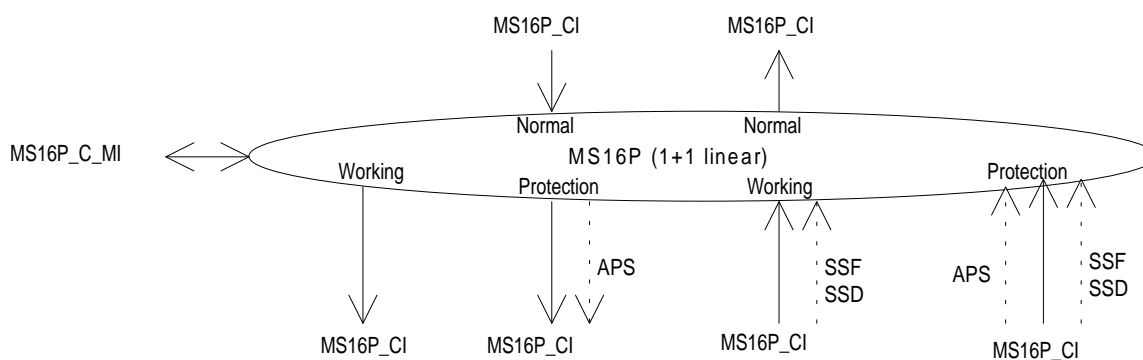 MS16P_CI MS16P_CI
Normal Normal
MS16P_C_MI MS16P (1+1 linear)
Working Protection Working Protection
APS SSF APS SSF
SSD SSD
MS16P_CI MS16P_CI MS16P_CI MS16P_CI